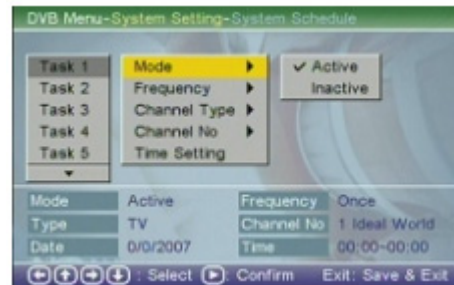 DVB Menu-System Setting-System Schedule
Task 1
Task 2
Task 3
Task 4
Task 5
Mode
Frequency
Channel Type
Channel No
Time Setting
Active
Inactive
Mode Active Frequency Once
Type TV Channel No 1 Ideal World
Date 0/0/2007 Time 00:00-00:00
: Select : Confirm Exit: Save & Exit